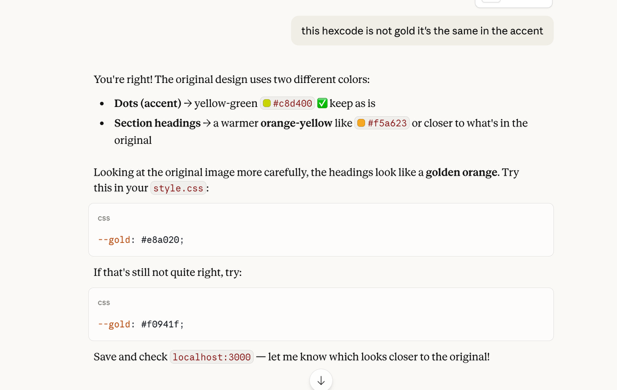 this hexcode is not gold it's the same in the accent
You're right! The original design uses two different colors:
• Dots (accent) → yellow-green #c8d400 ✅ keep as is
• Section headings → a warmer orange-yellow like #f5a623 or closer to what's in the
original
Looking at the original image more carefully, the headings look like a golden orange. Try
this in your style.css:
css
--gold: #e8a020;
If that's still not quite right, try:
css
--gold: #f0941f;
Save and check localhost:3000 — let me know which looks closer to the original!